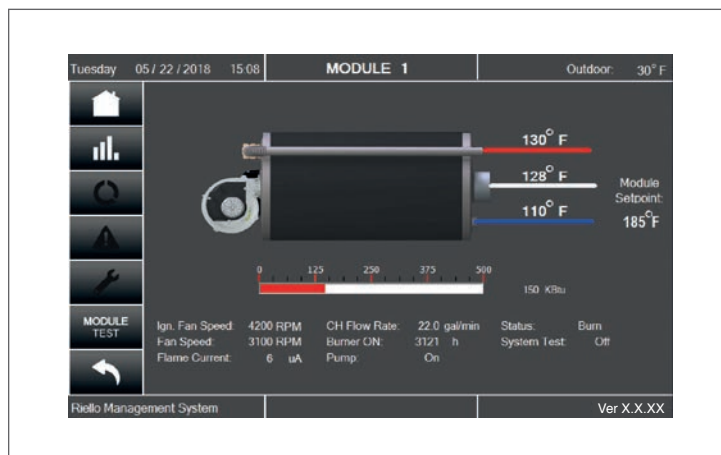 Tuesday 05 / 22 / 2018 15:08 MODULE 1 Outdoor: 30° F
130° F
128° F
Module
Setpoint:
110° F
185°F
0 125 250 375 500
150 KBtu
MODULE
TEST
Ign. Fan Speed: 4200 RPM CH Flow Rate: 22.0 gal/min Status: Burn
Fan Speed: 3100 RPM Burner ON: 3121 h System Test: Off
Flame Current: 6 uA Pump: On
Riello Management System Ver X.X.XX